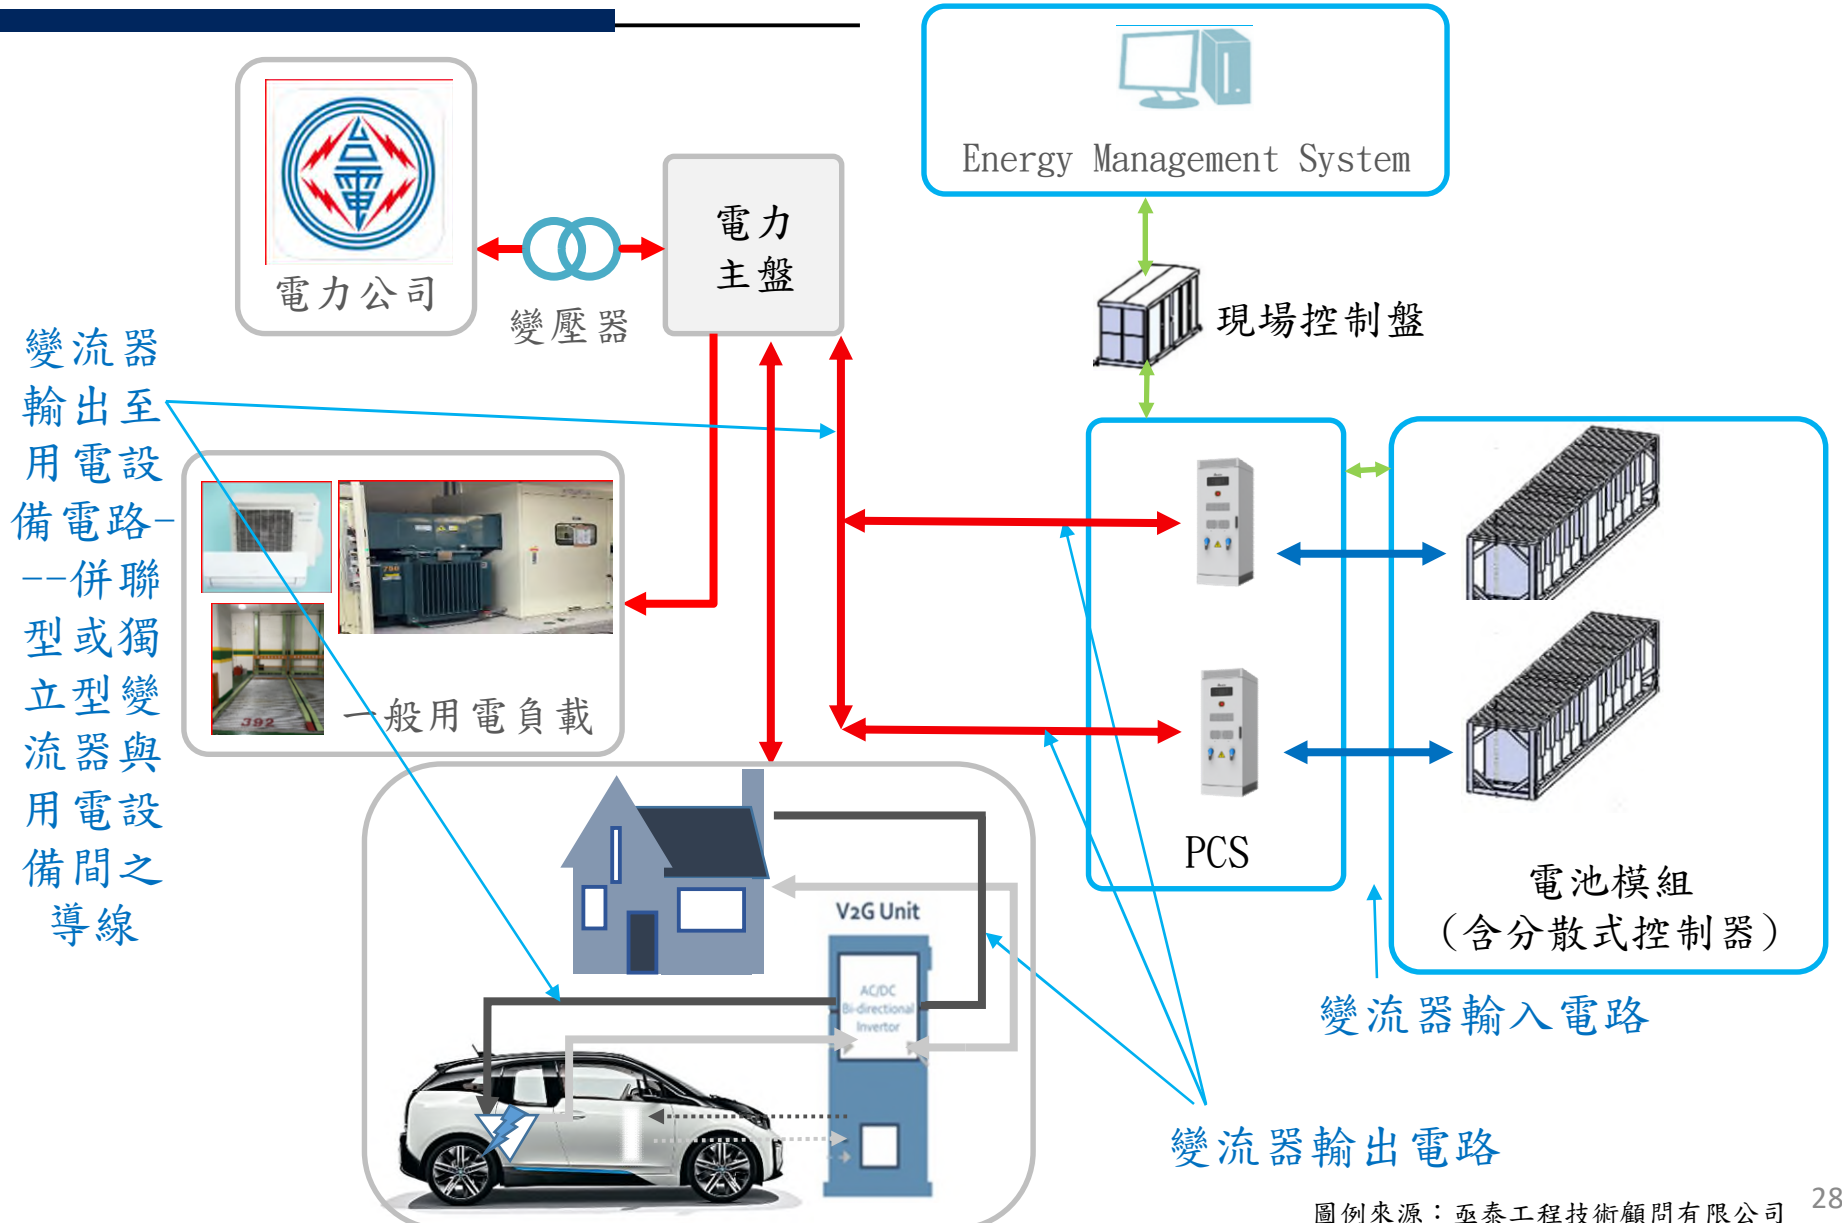 Energy Management System
台電
電力公司
變壓器
電力
主盤
現場控制盤
變流器
輸出至
用電設
備電路-
--併聯
型或獨
立型變
流器與
用電設
備間之
導線
392
一般用電負載
PCS
電池模組
(含分散式控制器)
V2G Unit
AC/DC
Bi-directional
Invertor
變流器輸入電路
變流器輸出電路
圖例來源：亟泰工程技術顧問有限公司
28